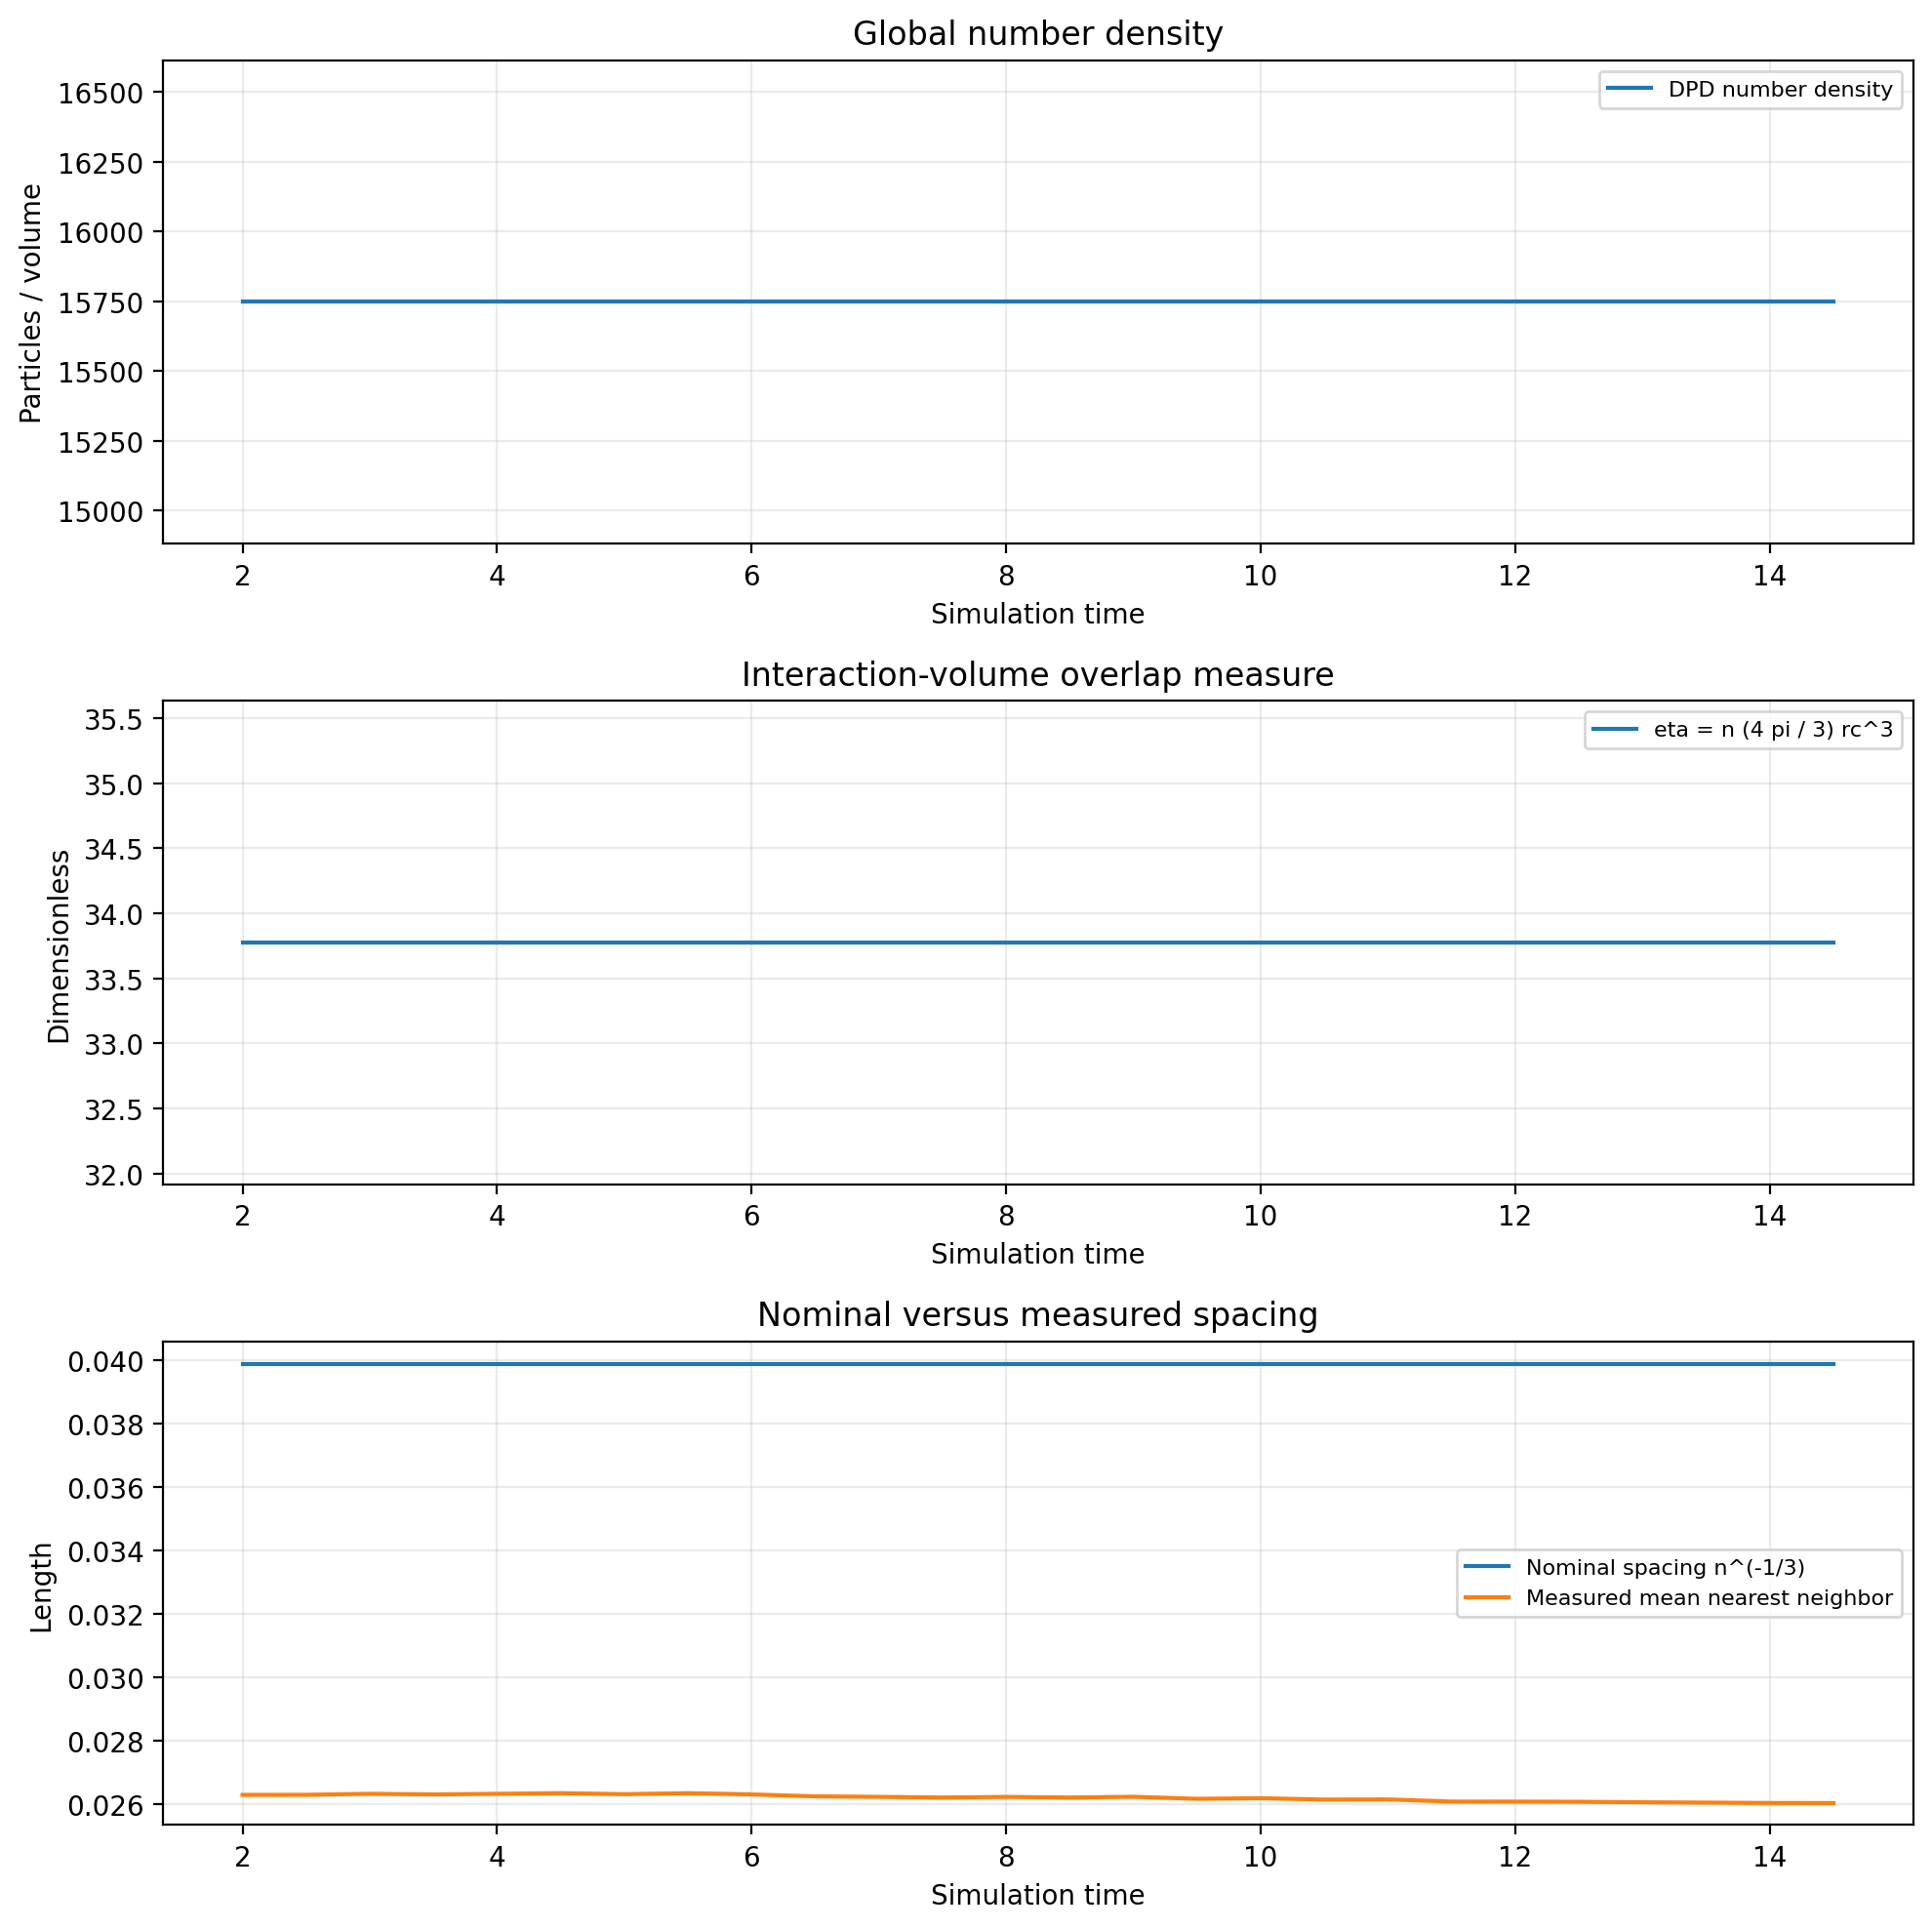 Global number density
DPD number density
16500
16250
16000
15750
15500
15250
15000
Particles / volume
2 4 6 8 10 12 14
Simulation time
Interaction-volume overlap measure
eta = n (4 pi / 3) rc^3
35.5
35.0
34.5
34.0
33.5
33.0
32.5
32.0
Dimensionless
2 4 6 8 10 12 14
Simulation time
Nominal versus measured spacing
0.040
0.038
0.036
0.034
0.032
0.030
0.028
0.026
Length
Nominal spacing n^(-1/3)
Measured mean nearest neighbor
2 4 6 8 10 12 14
Simulation time